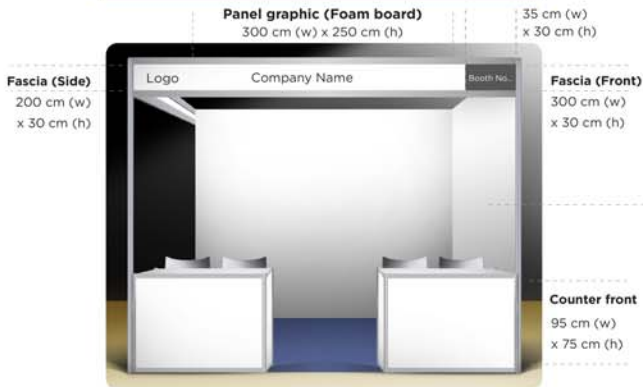 Panel graphic (Foam board)
300 cm (w) x 250 cm (h)
35 cm (w)
x 30 cm (h)
Fascia (Side)
200 cm (w)
x 30 cm (h)
Logo
Company Name
Booth No..
Fascia (Front)
300 cm (w)
x 30 cm (h)
Counter front
95 cm (w)
x 75 cm (h)